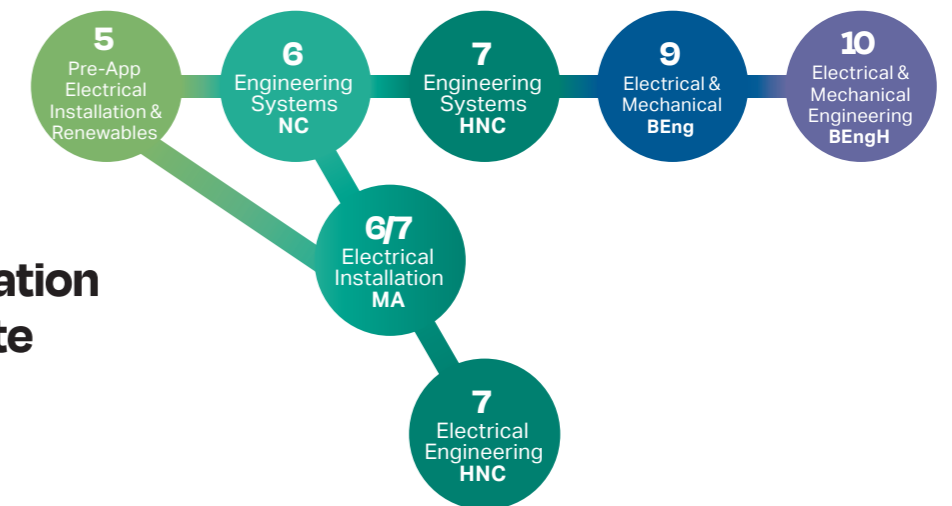 5
Pre-App
Electrical
Installation &
Renewables
6
Engineering
Systems
NC
7
Engineering
Systems
HNC
9
Electrical &
Mechanical
BEng
10
Electrical &
Mechanical
Engineering
BEngH
6/7
Electrical
Installation
MA
ation
te
7
Electrical
Engineering
HNC